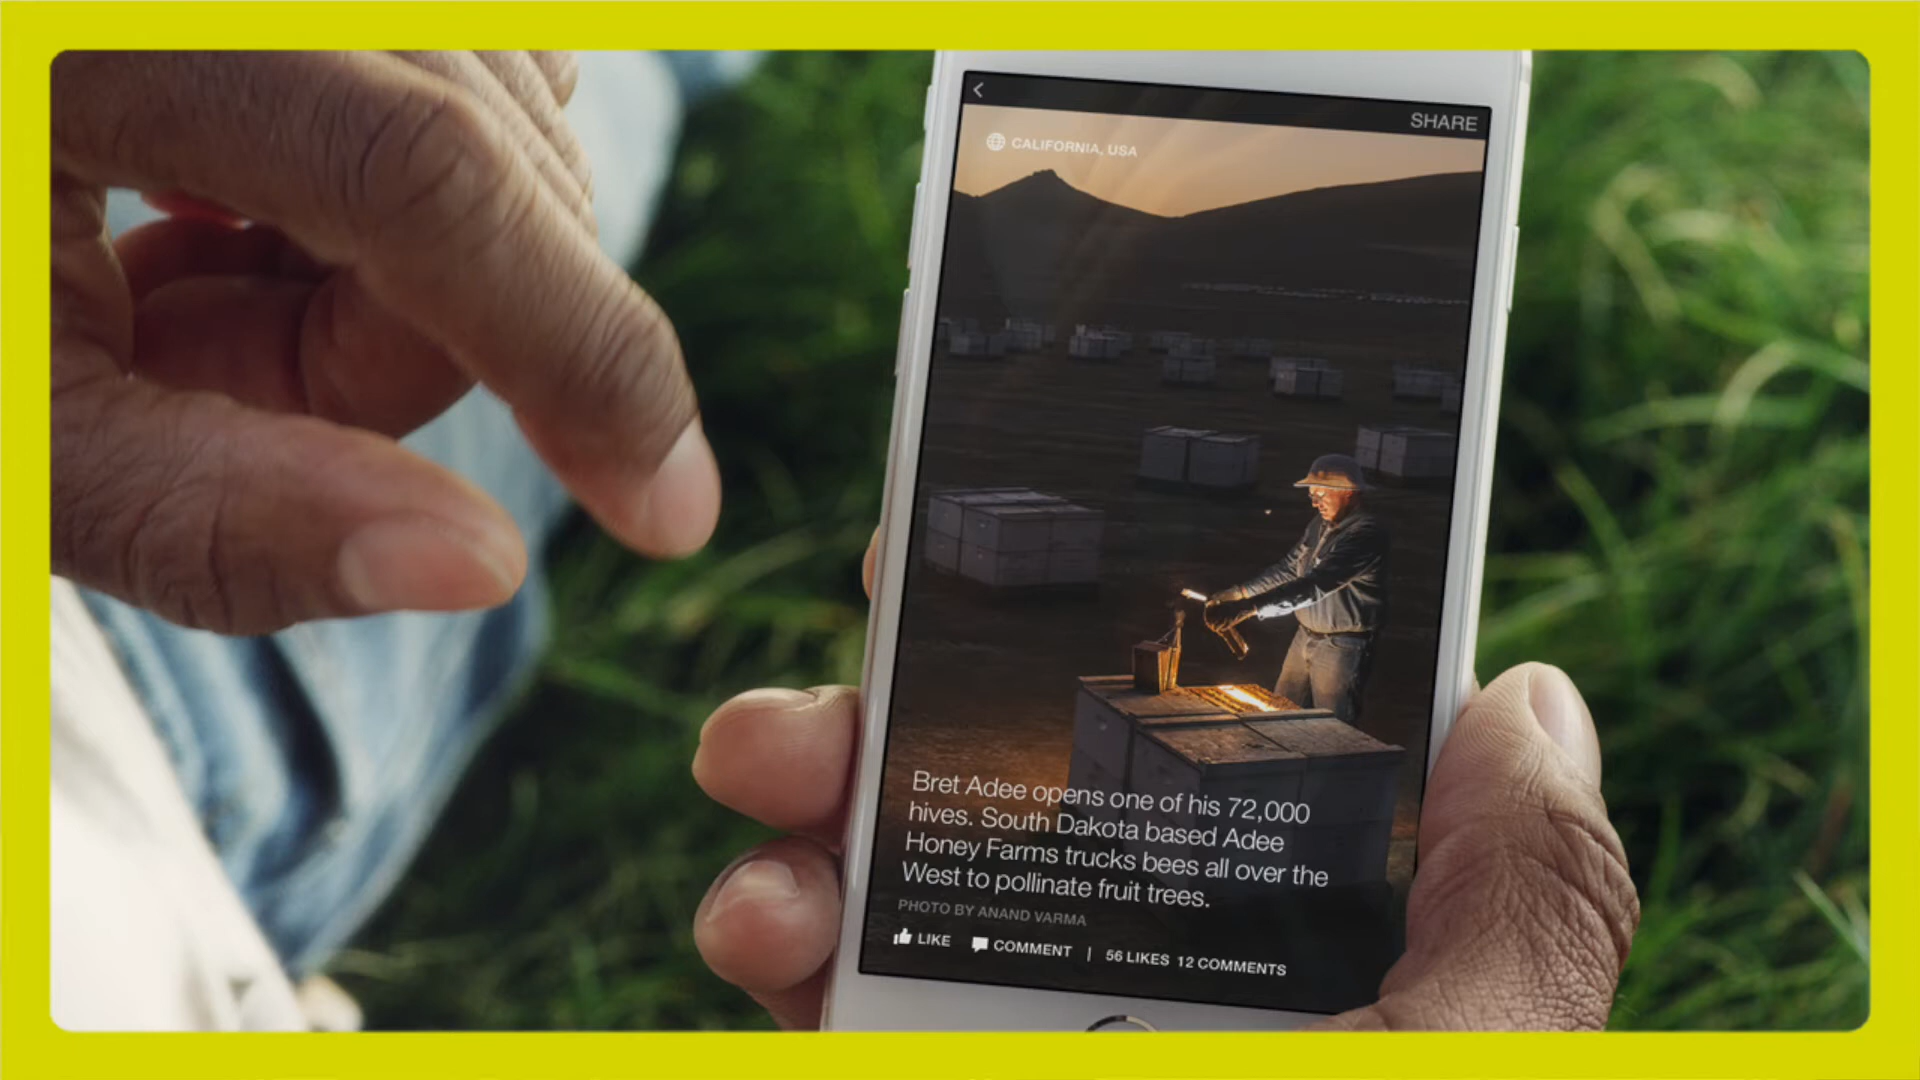 SHARE
CALIFORNIA, USA
Bret Adee opens one of his 72,000
hives. South Dakota based Adee
Honey Farms trucks bees all over the
West to pollinate fruit trees.
PHOTO BY ANAND VARMA
LIKE COMMENT | 56 LIKES 12 COMMENTS